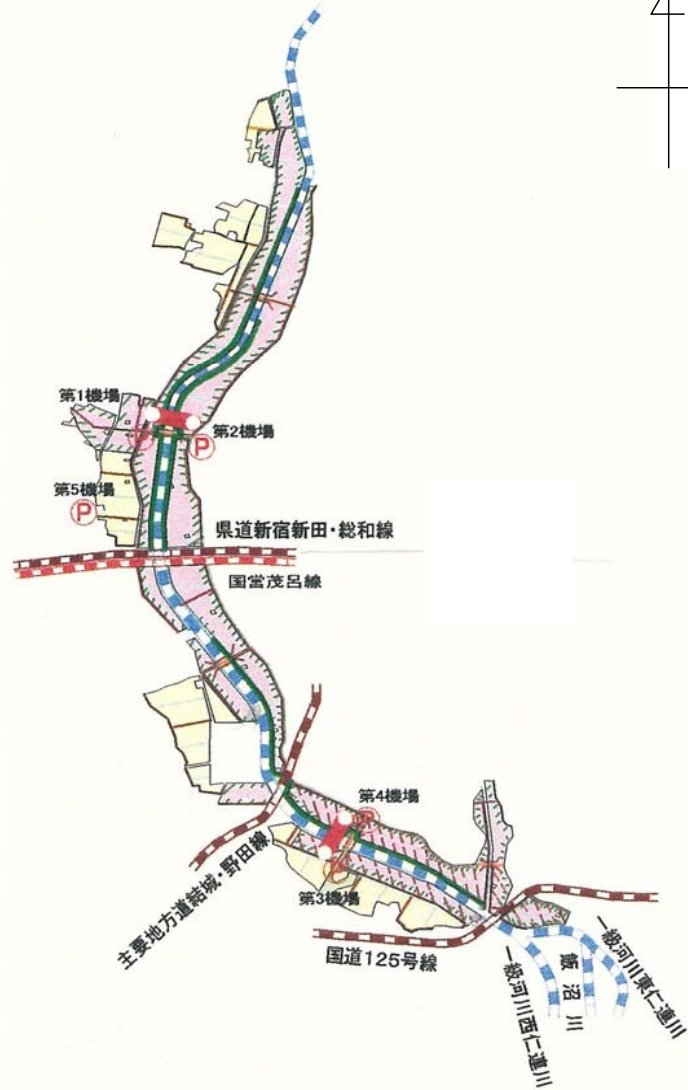 第1機場
第2機場
P
P
第5機場
P
県道新宿新田・総和線
国営茂呂線
第4機場
P
主要地方道結城・野田線
第3機場
国道125号線
一級河川東仁連川
飯沼川
一級河川西仁連川